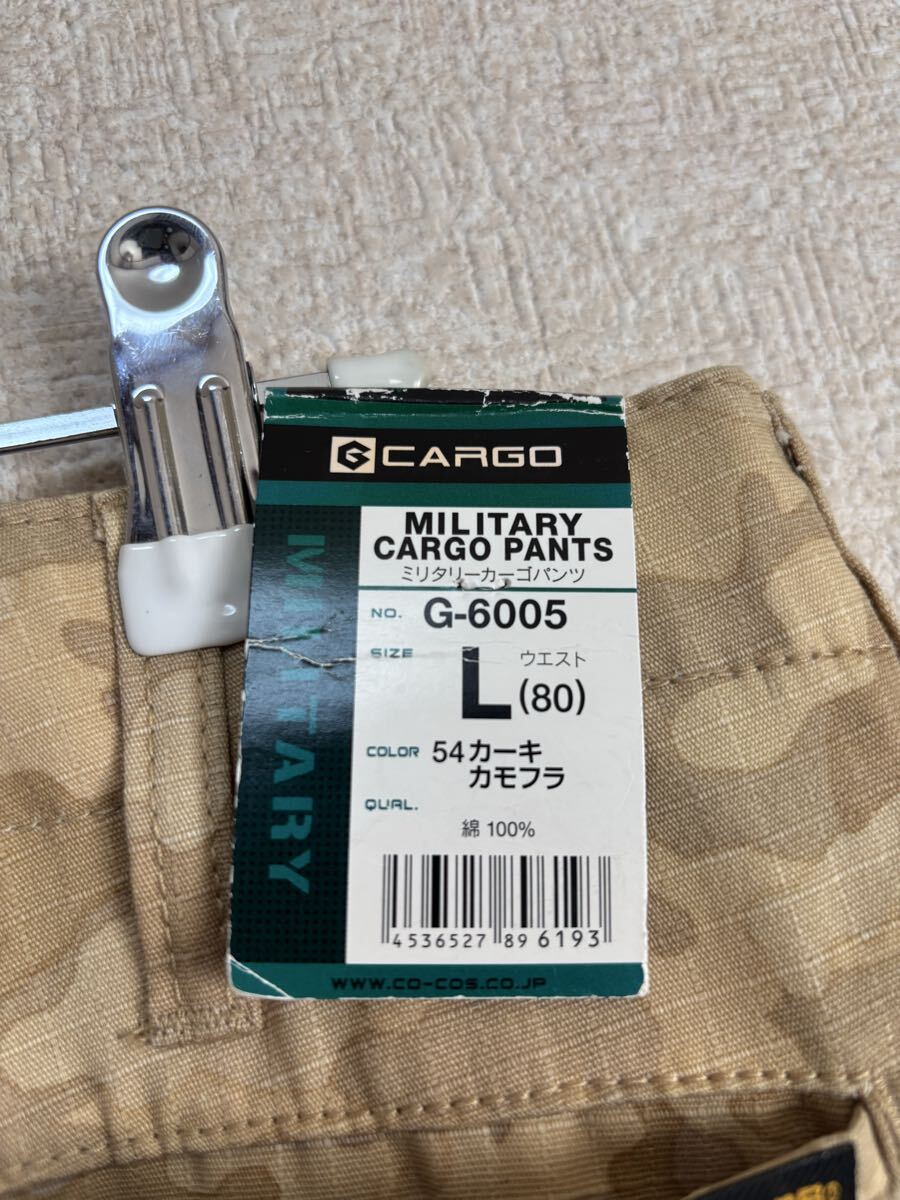 G CARGO
MILITARY
MILITARY
CARGO PANTS
ミリタリーカーゴパンツ
NO. G-6005
SIZE L ウエスト (80)
COLOR 54カーキ
カモフラ
QUAL.
綿 100%
4536527 896193
WWW.CO-COS.CO.JP